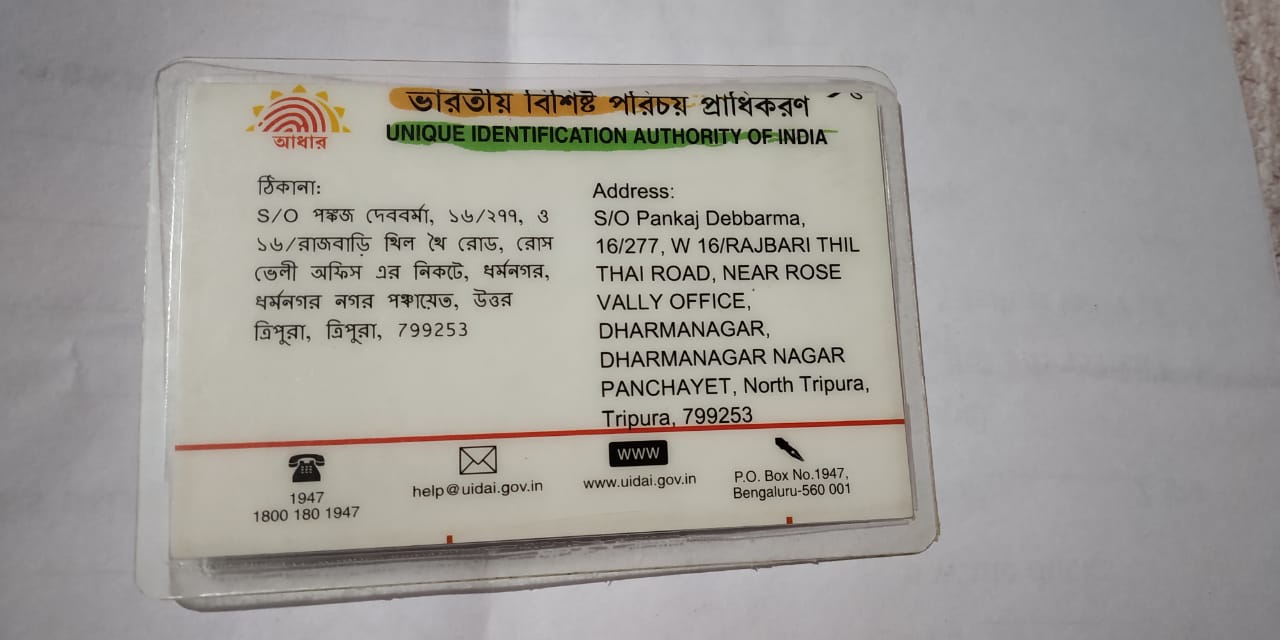 ভারতীয় বিশিষ্ট পরিচয় প্রাধিকরণ
UNIQUE IDENTIFICATION AUTHORITY OF INDIA
আধার
ঠিকানা:
S/O পঙ্কজ দেববর্মা, ১৬/২৭৭, ও
১৬/রাজবাড়ি থিল থৈ রোড, রোস
ভেলী অফিস এর নিকটে, ধর্মনগর,
ধর্মনগর নগর পঞ্চায়েত, উত্তর
ত্রিপুরা, ত্রিপুরা, 799253
Address:
S/O Pankaj Debbarma,
16/277, W 16/RAJBARI THIL
THAI ROAD, NEAR ROSE
VALLY OFFICE,
DHARMANAGAR,
DHARMANAGAR NAGAR
PANCHAYET, North Tripura,
Tripura, 799253
1947
1800 180 1947
help@uidai.gov.in
WWW
www.uidai.gov.in
P.O. Box No.1947,
Bengaluru-560 001